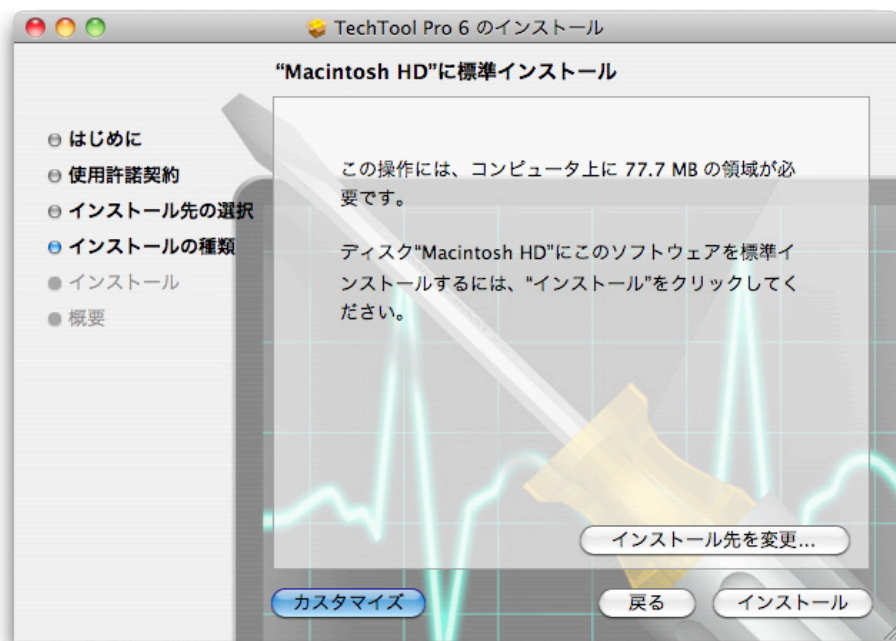 TechTool Pro 6 のインストール
“Macintosh HD”に標準インストール
はじめに
使用許諾契約
インストール先の選択
インストールの種類
インストール
概要
この操作には、コンピュータ上に 77.7 MB の領域が必
要です。
ディスク“Macintosh HD”にこのソフトウェアを標準イ
ンストールするには、“インストール”をクリックしてく
ださい。
インストール先を変更...
カスタマイズ
戻る
インストール